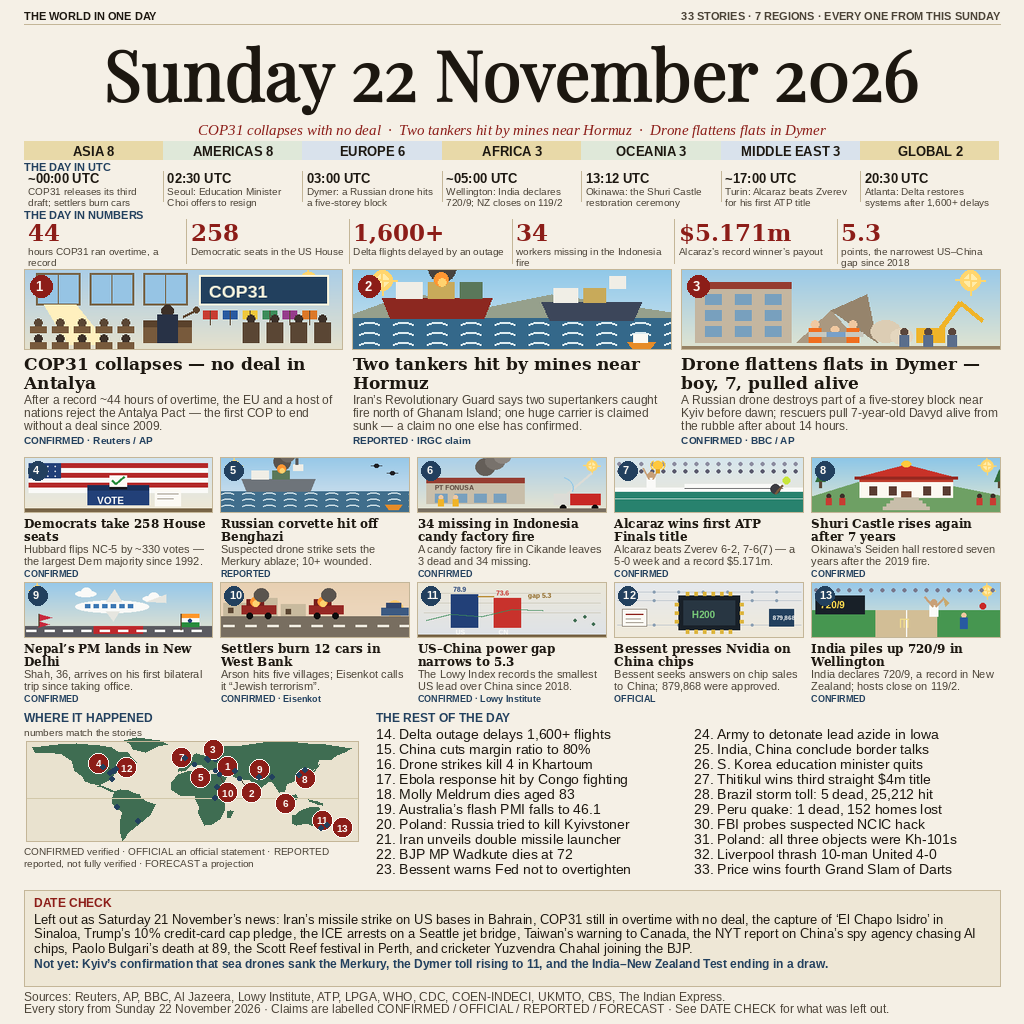 THE WORLD IN ONE DAY
33 STORIES · 7 REGIONS · EVERY ONE FROM THIS SUNDAY
Sunday 22 November 2026
COP31 collapses with no deal · Two tankers hit by mines near Hormuz · Drone flattens flats in Dymer
ASIA 8
AMERICAS 8
EUROPE 6
AFRICA 3
OCEANIA 3
MIDDLE EAST 3
GLOBAL 2
THE DAY IN UTC
~00:00 UTC
COP31 releases its third
draft; settlers burn cars
02:30 UTC
Seoul: Education Minister
Choi offers to resign
03:00 UTC
Dymer: a Russian drone hits
a five-storey block
~05:00 UTC
Wellington: India declares
720/9; NZ closes on 119/2
13:12 UTC
Okinawa: the Shuri Castle
restoration ceremony
~17:00 UTC
Turin: Alcaraz beats Zverev
for his first ATP title
20:30 UTC
Atlanta: Delta restores
systems after 1,600+ delays
THE DAY IN NUMBERS
44
hours COP31 ran overtime, a
record
258
Democratic seats in the US House
1,600+
Delta flights delayed by an outage
34
workers missing in the Indonesia
fire
$5.171m
Alcaraz's record winner's payout
5.3
points, the narrowest US–China
gap since 2018
1
COP31
COP31 collapses — no deal in
Antalya
After a record ~44 hours of overtime, the EU and a host of
nations reject the Antalya Pact — the first COP to end
without a deal since 2009.
CONFIRMED · Reuters / AP
2
Two tankers hit by mines near
Hormuz
Iran's Revolutionary Guard says two supertankers caught
fire north of Ghanam Island; one huge carrier is claimed
sunk — a claim no one else has confirmed.
REPORTED · IRGC claim
3
Drone flattens flats in Dymer —
boy, 7, pulled alive
A Russian drone destroys part of a five-storey block near
Kyiv before dawn; rescuers pull 7-year-old Davyd alive from
the rubble after about 14 hours.
CONFIRMED · BBC / AP
4
VOTE
Democrats take 258 House
seats
Hubbard flips NC-5 by ~330 votes —
the largest Dem majority since 1992.
CONFIRMED
5
Russian corvette hit off
Benghazi
Suspected drone strike sets the
Merkury ablaze; 10+ wounded.
REPORTED
6
PT FONUSA
34 missing in Indonesia
candy factory fire
A candy factory fire in Cikande leaves
3 dead and 34 missing.
CONFIRMED
7
Alcaraz wins first ATP
Finals title
Alcaraz beats Zverev 6-2, 7-6(7) — a
5-0 week and a record $5.171m.
CONFIRMED
8
Shuri Castle rises again
after 7 years
Okinawa's Seiden hall restored seven
years after the 2019 fire.
CONFIRMED
9
Nepal's PM lands in New
Delhi
Shah, 36, arrives on his first bilateral
trip since taking office.
CONFIRMED
10
Settlers burn 12 cars in
West Bank
Arson hits five villages; Eisenkot calls
it "Jewish terrorism".
CONFIRMED · Eisenkot
11
78.9
73.6
gap 5.3
US–China power gap
narrows to 5.3
The Lowy Index records the smallest
US lead over China since 2018.
CONFIRMED · Lowy Institute
12
H200
879,868
Bessent presses Nvidia on
China chips
Bessent seeks answers on chip sales
to China; 879,868 were approved.
OFFICIAL
13
720/9
India piles up 720/9 in
Wellington
India declares 720/9, a record in New
Zealand; hosts close on 119/2.
CONFIRMED
WHERE IT HAPPENED
numbers match the stories
3
7
4
12
1
9
5
8
10
2
6
11
13
CONFIRMED verified · OFFICIAL an official statement · REPORTED
reported, not fully verified · FORECAST a projection
THE REST OF THE DAY
14. Delta outage delays 1,600+ flights
15. China cuts margin ratio to 80%
16. Drone strikes kill 4 in Khartoum
17. Ebola response hit by Congo fighting
18. Molly Meldrum dies aged 83
19. Australia's flash PMI falls to 46.1
20. Poland: Russia tried to kill Kyivstoner
21. Iran unveils double missile launcher
22. BJP MP Wadkute dies at 72
23. Bessent warns Fed not to overtighten
24. Army to detonate lead azide in Iowa
25. India, China conclude border talks
26. S. Korea education minister quits
27. Thitikul wins third straight $4m title
28. Brazil storm toll: 5 dead, 25,212 hit
29. Peru quake: 1 dead, 152 homes lost
30. FBI probes suspected NCIC hack
31. Poland: all three objects were Kh-101s
32. Liverpool thrash 10-man United 4-0
33. Price wins fourth Grand Slam of Darts
DATE CHECK
Left out as Saturday 21 November's news: Iran's missile strike on US bases in Bahrain, COP31 still in overtime with no deal, the capture of 'El Chapo Isidro' in
Sinaloa, Trump's 10% credit-card cap pledge, the ICE arrests on a Seattle jet bridge, Taiwan's warning to Canada, the NYT report on China's spy agency chasing AI
chips, Paolo Bulgari's death at 89, the Scott Reef festival in Perth, and cricketer Yuzvendra Chahal joining the BJP.
Not yet: Kyiv's confirmation that sea drones sank the Merkury, the Dymer toll rising to 11, and the India–New Zealand Test ending in a draw.
Sources: Reuters, AP, BBC, Al Jazeera, Lowy Institute, ATP, LPGA, WHO, CDC, COEN-INDECI, UKMTO, CBS, The Indian Express.
Every story from Sunday 22 November 2026 · Claims are labelled CONFIRMED / OFFICIAL / REPORTED / FORECAST · See DATE CHECK for what was left out.